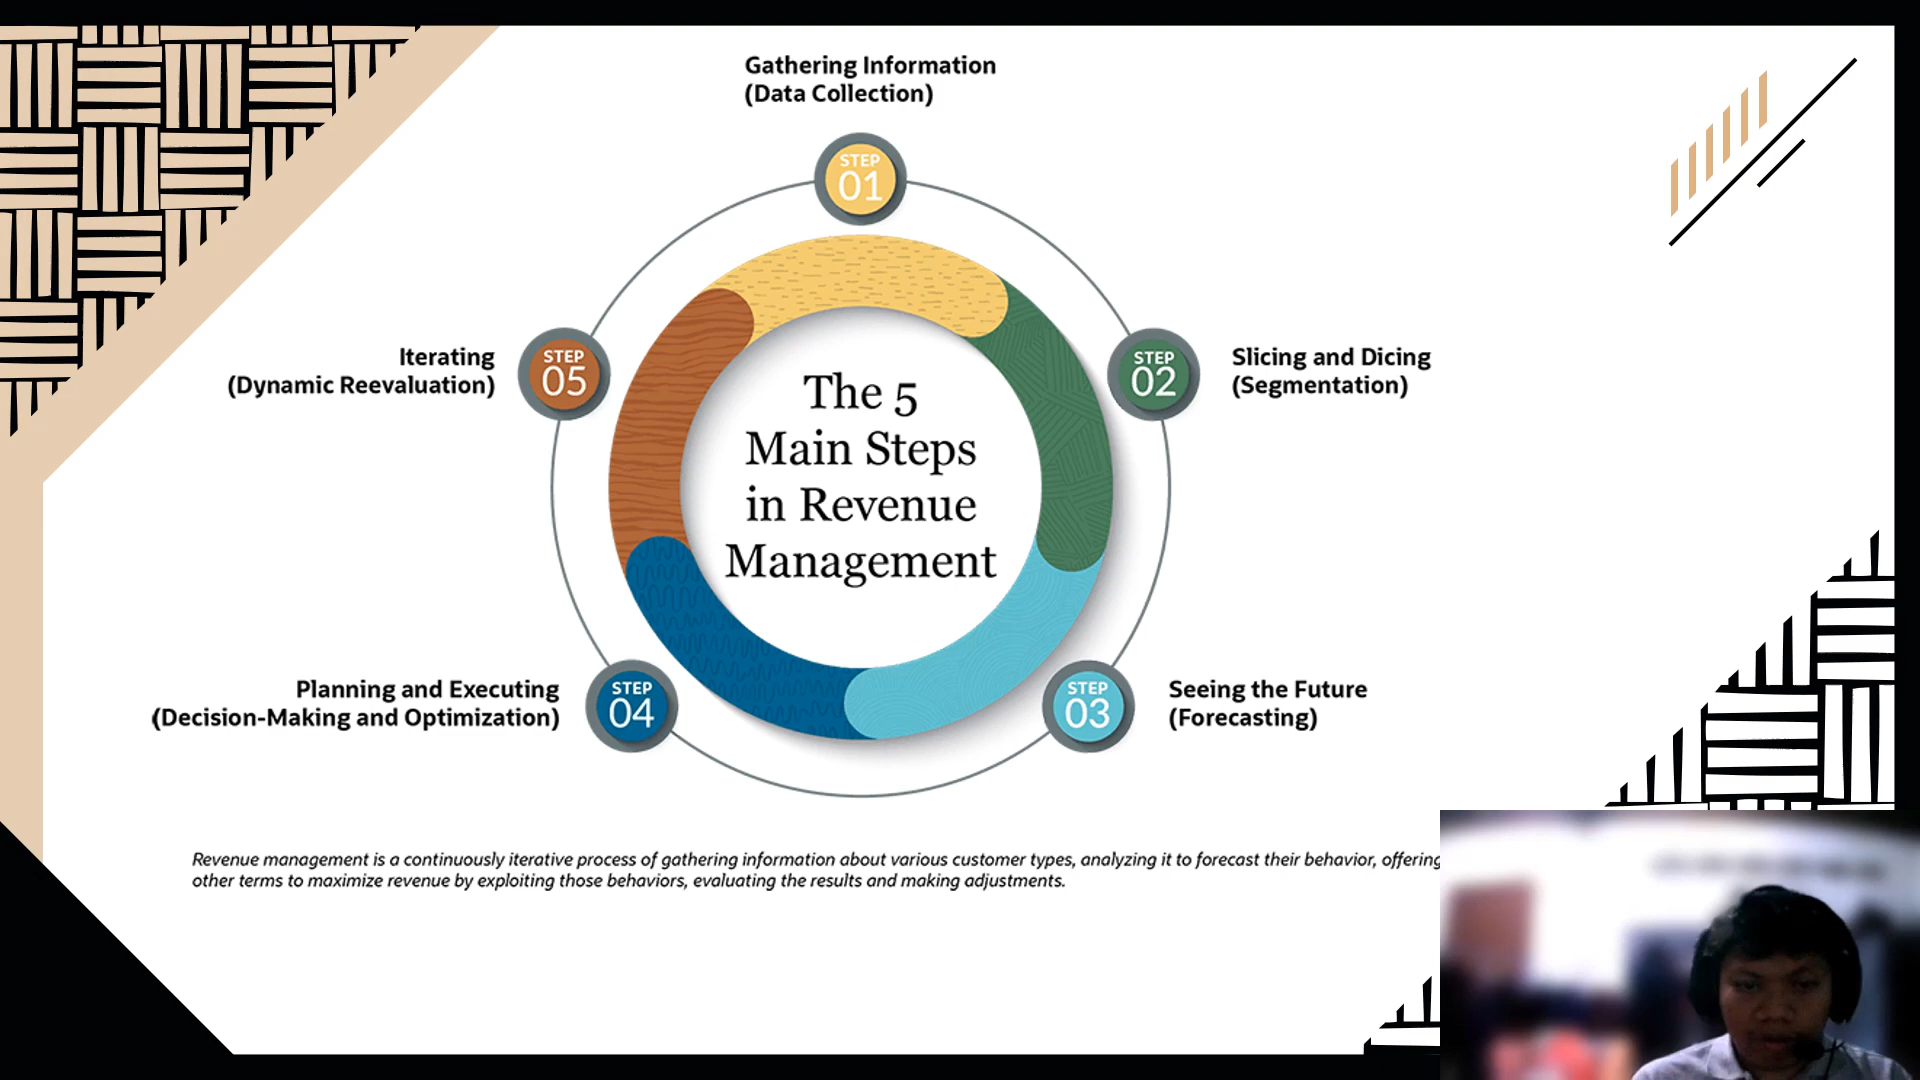 Gathering Information
(Data Collection)
STEP
01
STEP
02
Slicing and Dicing
(Segmentation)
STEP
03
Seeing the Future
(Forecasting)
STEP
04
Planning and Executing
(Decision-Making and Optimization)
STEP
05
Iterating
(Dynamic Reevaluation)
The 5
Main Steps
in Revenue
Management
Revenue management is a continuously iterative process of gathering information about various customer types, analyzing it to forecast their behavior, offering
other terms to maximize revenue by exploiting those behaviors, evaluating the results and making adjustments.